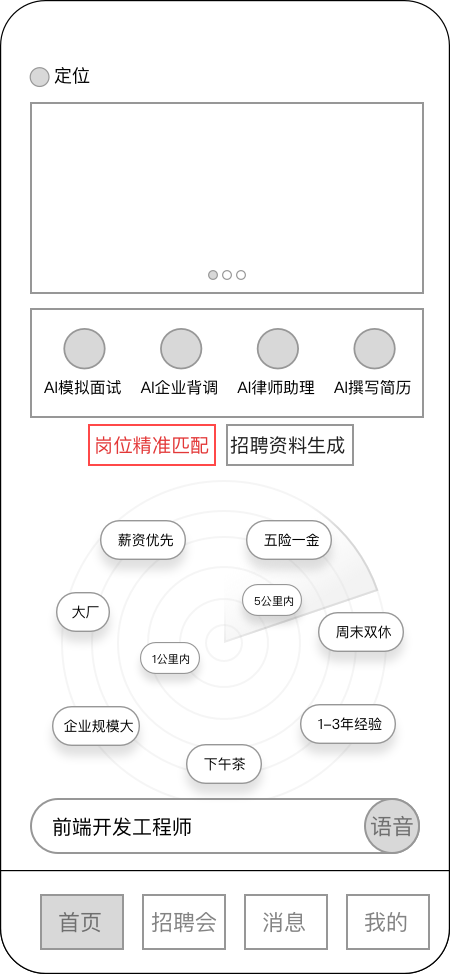 定位
AI模拟面试 AI企业背调 AI律师助理 AI撰写简历
岗位精准匹配 招聘资料生成
薪资优先 五险一金
5公里内
大厂
周末双休
1公里内
企业规模大
1-3年经验
下午茶
前端开发工程师 语音
首页 招聘会 消息 我的